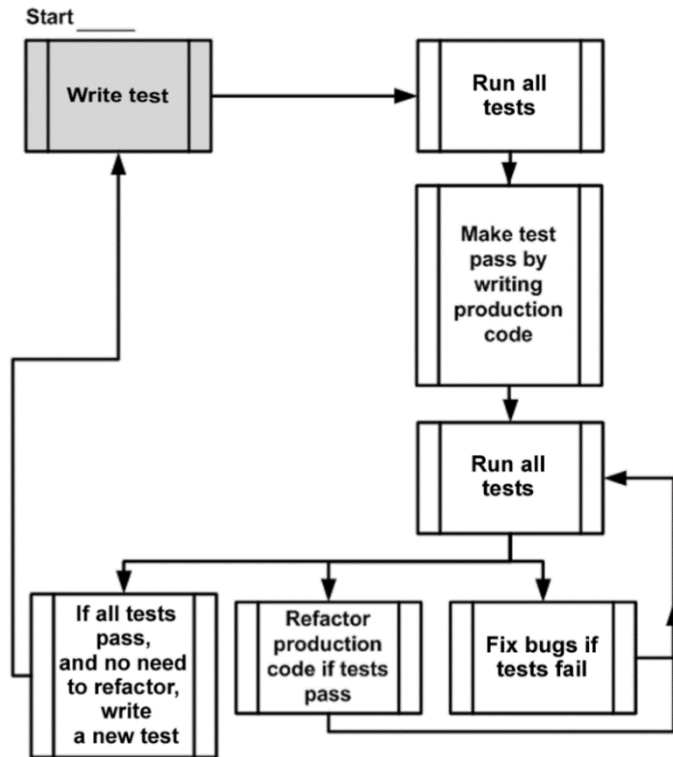 Start
Write test
Run all
tests
Make test
pass by
writing
production
code
Run all
tests
If all tests
pass,
and no need
to refactor,
write
a new test
Refactor
production
code if tests
pass
Fix bugs if
tests fail